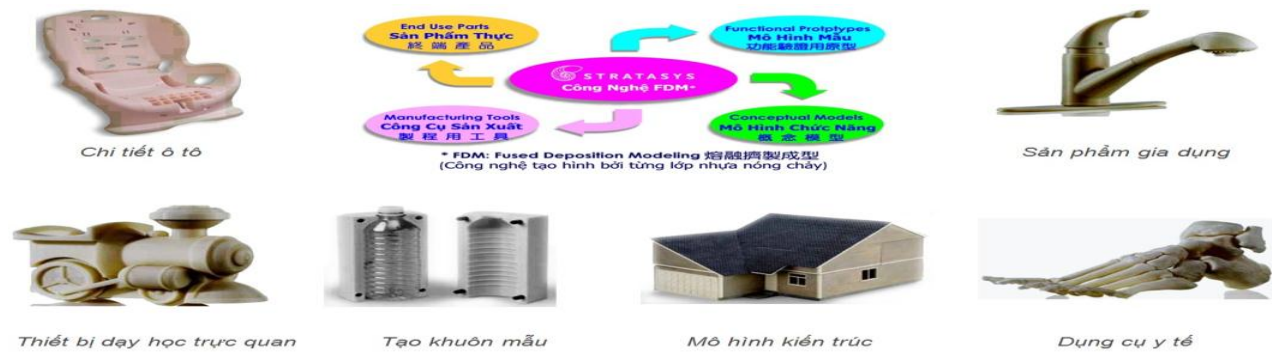 End Use Parts
Sản Phẩm Thực
終端產品
Functional Protptypes
Mô Hình Mẫu
功能驗證用原型
STRATASYS
Công Nghệ FDM*
Manufacturing Tools
Công Cụ Sản Xuất
製程用工具
Conceptual Models
Mô Hình Chức Năng
概念模型
* FDM: Fused Deposition Modeling 熔融擠製成型
(Công nghệ tạo hình bởi từng lớp nhựa nóng chảy)
Chi tiết ô tô
Sản phẩm gia dụng
Thiết bị dạy học trực quan
Tạo khuôn mẫu
Mô hình kiến trúc
Dụng cụ y tế